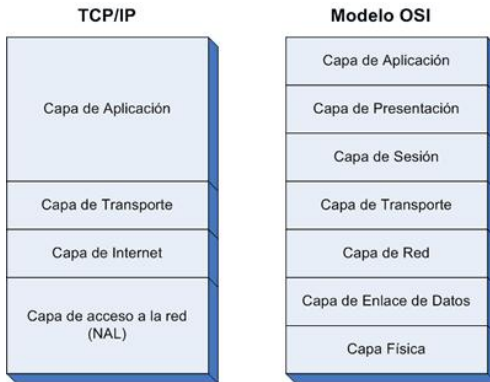 TCP/IP
Capa de Aplicación
Capa de Transporte
Capa de Internet
Capa de acceso a la red
(NAL)
Modelo OSI
Capa de Aplicación
Capa de Presentación
Capa de Sesión
Capa de Transporte
Capa de Red
Capa de Enlace de Datos
Capa Física